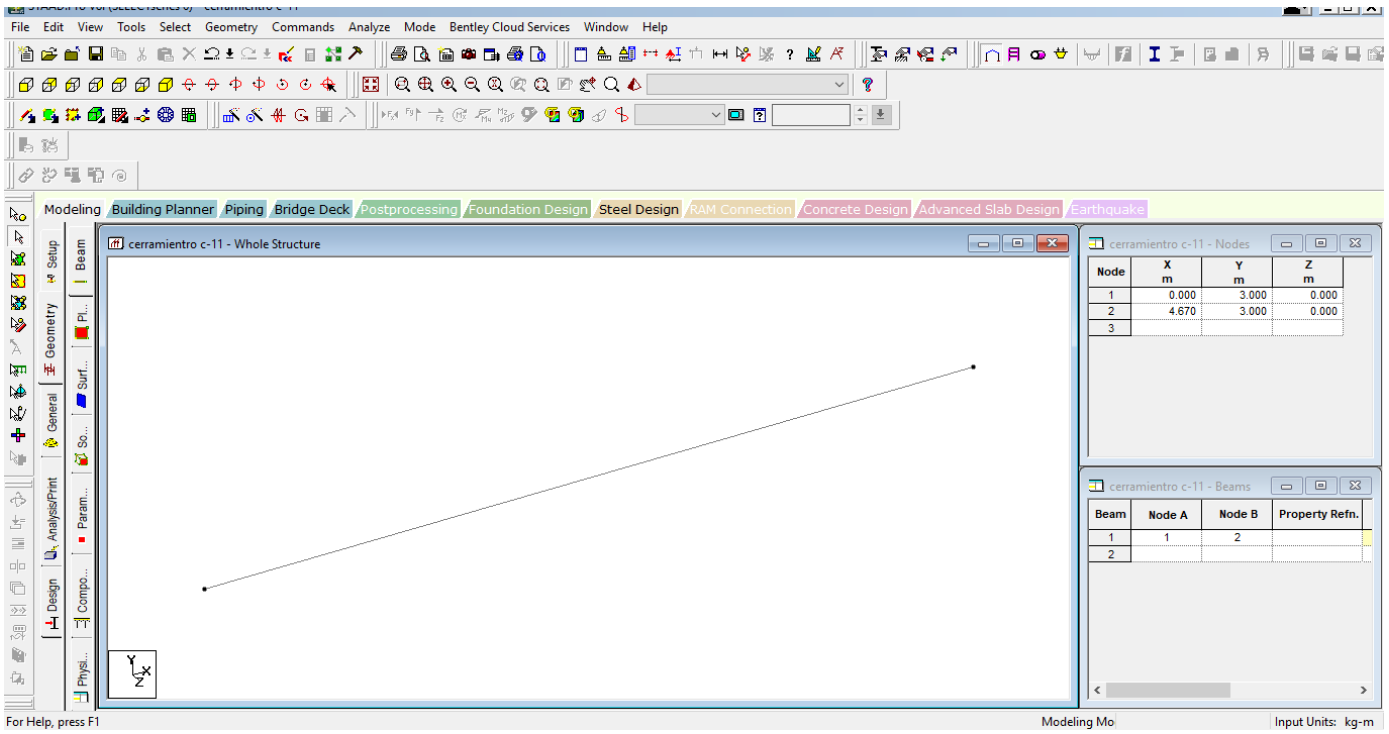 File Edit View Tools Select Geometry Commands Analyze Mode Bentley Cloud Services Window Help
Modeling Building Planner Piping Bridge Deck Postprocessing Foundation Design Steel Design RAM Connection Concrete Design Advanced Slab Design Earthquake
Setup
Geometry
General
Analysis/Print
Design
Beam
Pl...
Surf...
So...
Param...
Compo...
Physi...
cerramientro c-11 - Whole Structure
Y
X
Z
cerramientro c-11 - Nodes
Node X m Y m Z m
1 0.000 3.000 0.000
2 4.670 3.000 0.000
3
cerramientro c-11 - Beams
Beam Node A Node B Property Refn.
1 1 2
2
For Help, press F1
Modeling Mo
Input Units: kg-m